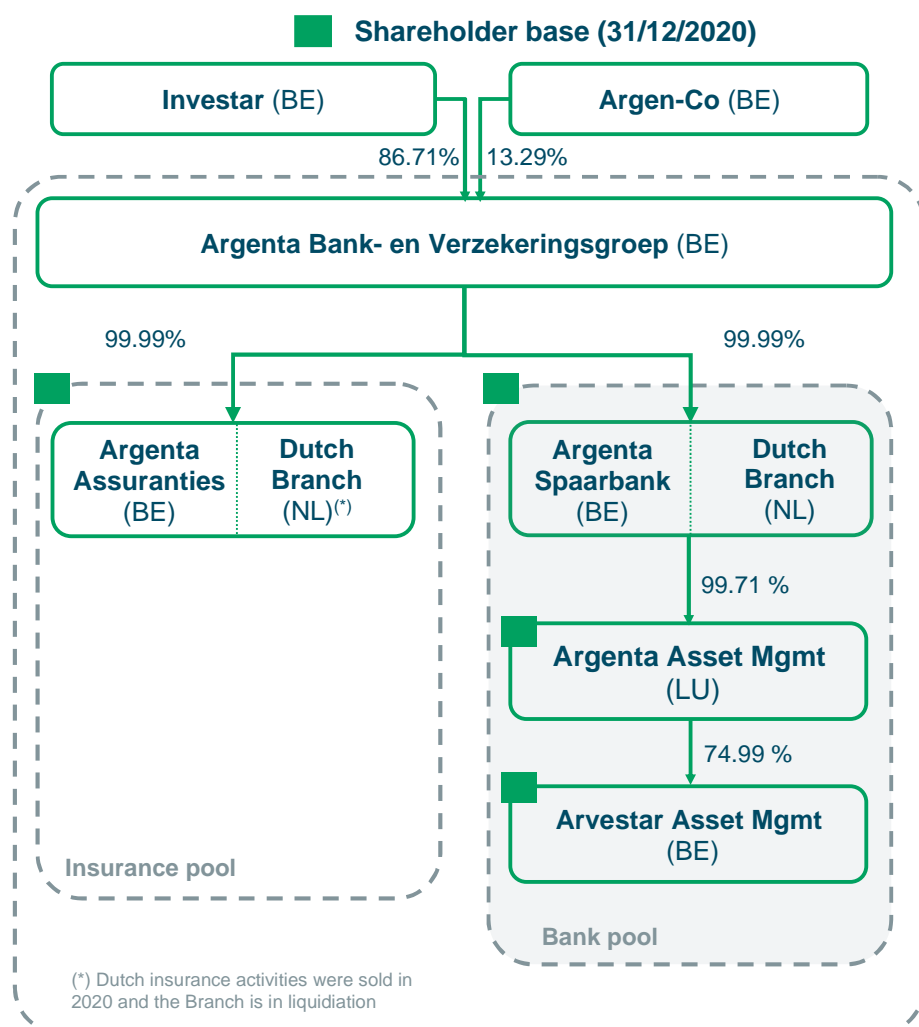 Shareholder base (31/12/2020)
Investar (BE)
Argen-Co (BE)
86.71%
13.29%
Argenta Bank- en Verzekeringsgroep (BE)
99.99%
99.99%
Argenta
Assuranties
(BE)
Dutch
Branch
(NL)(*)
Argenta
Spaarbank
(BE)
Dutch
Branch
(NL)
99.71 %
Argenta Asset Mgmt
(LU)
74.99 %
Arvestar Asset Mgmt
(BE)
Insurance pool
Bank pool
(*) Dutch insurance activities were sold in
2020 and the Branch is in liquidiation